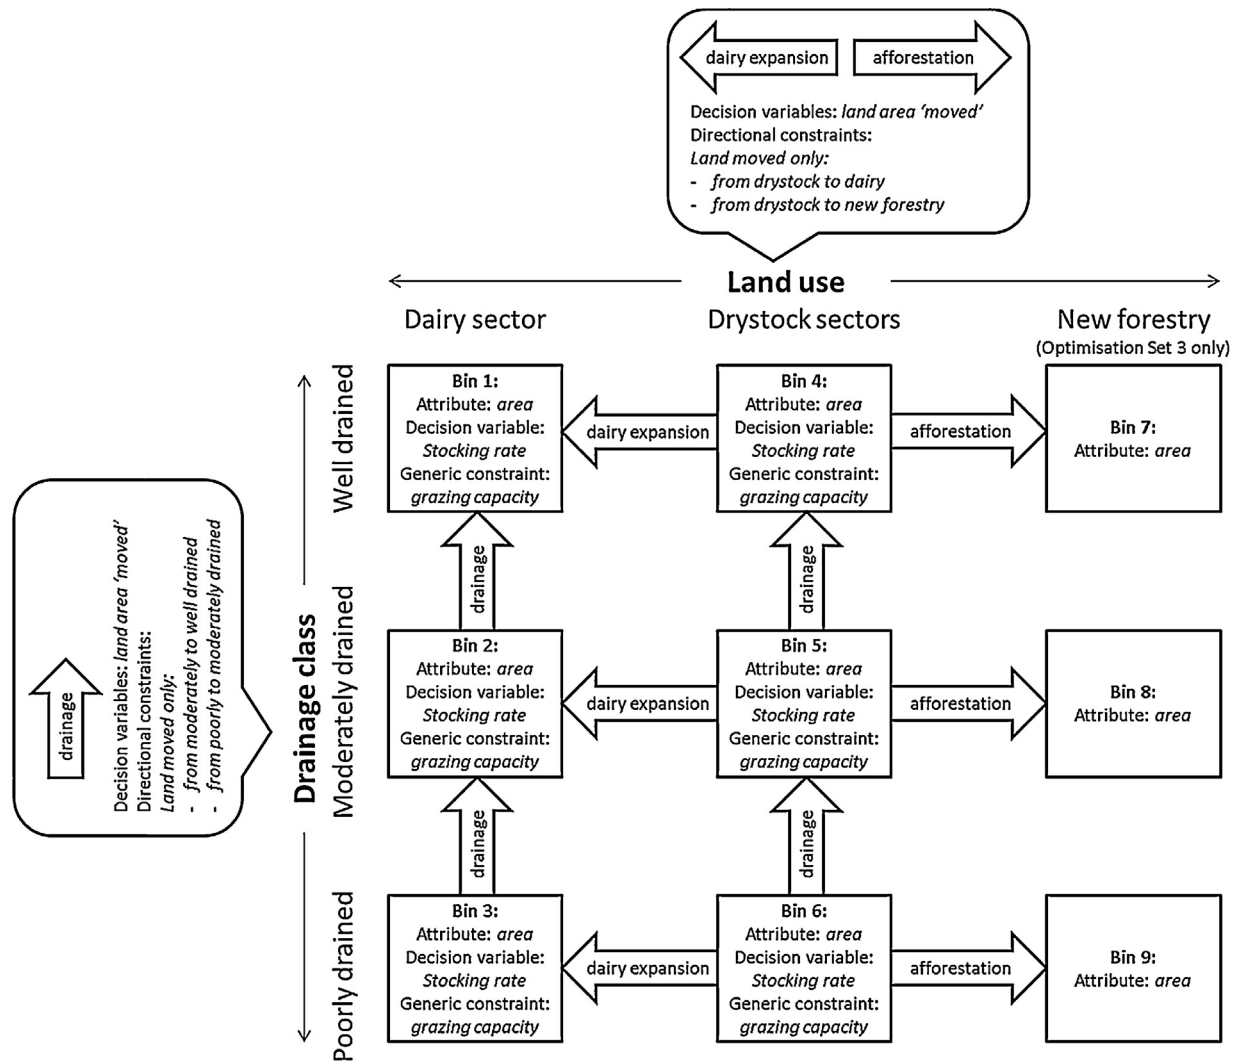 dairy expansion
afforestation
Decision variables: land area ‘moved’
Directional constraints:
Land moved only:
- from drystock to dairy
- from drystock to new forestry
Land use
Dairy sector
Drystock sectors
New forestry
(Optimisation Set 3 only)
drainage
Decision variables: land area ‘moved’
Directional constraints:
Land moved only:
- from moderately to well drained
- from poorly to moderately drained
Drainage class
Well drained
Moderately drained
Poorly drained
Bin 1:
Attribute: area
Decision variable:
Stocking rate
Generic constraint:
grazing capacity
dairy expansion
Bin 4:
Attribute: area
Decision variable:
Stocking rate
Generic constraint:
grazing capacity
afforestation
Bin 7:
Attribute: area
drainage
drainage
Bin 2:
Attribute: area
Decision variable:
Stocking rate
Generic constraint:
grazing capacity
dairy expansion
Bin 5:
Attribute: area
Decision variable:
Stocking rate
Generic constraint:
grazing capacity
afforestation
Bin 8:
Attribute: area
drainage
drainage
Bin 3:
Attribute: area
Decision variable:
Stocking rate
Generic constraint:
grazing capacity
dairy expansion
Bin 6:
Attribute: area
Decision variable:
Stocking rate
Generic constraint:
grazing capacity
afforestation
Bin 9:
Attribute: area